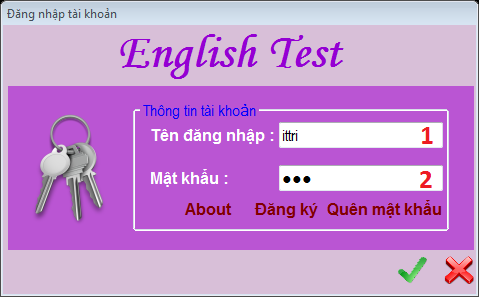 Đăng nhập tài khoản
English Test
Thông tin tài khoản
Tên đăng nhập : ittri 1
Mật khẩu : ●●● 2
About Đăng ký Quên mật khẩu